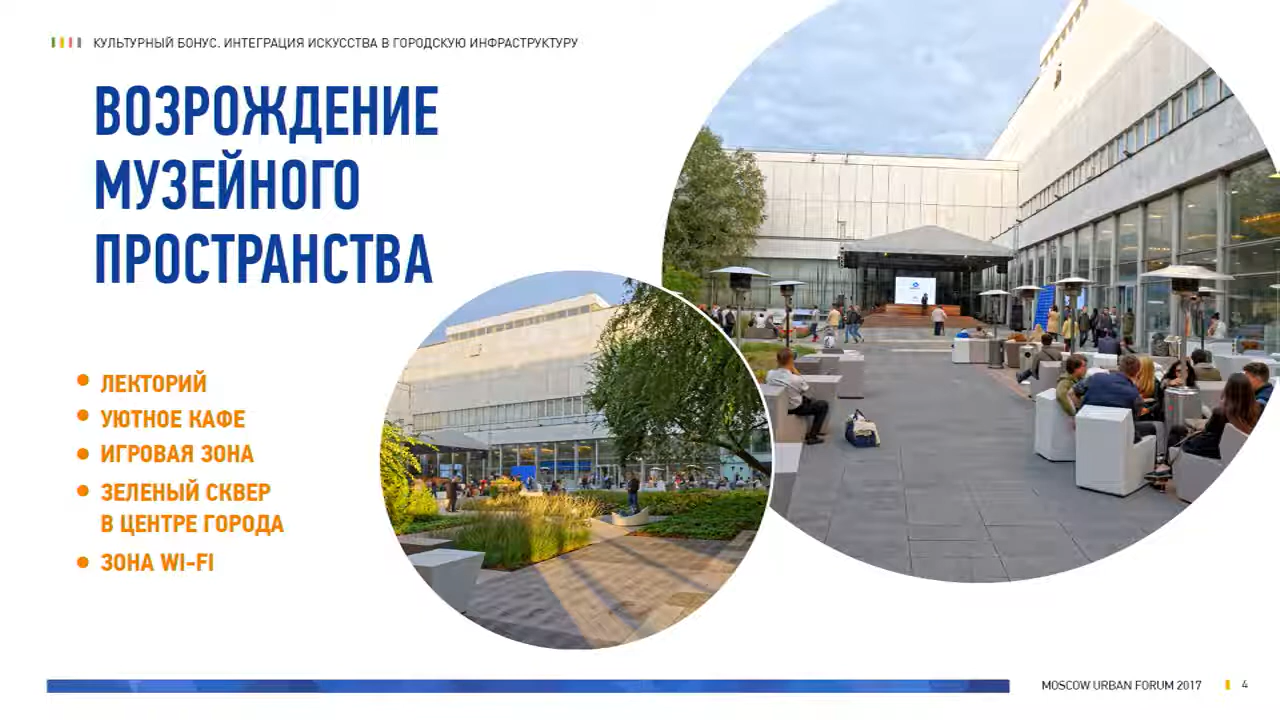 КУЛЬТУРНЫЙ БОНУС. ИНТЕГРАЦИЯ ИСКУССТВА В ГОРОДСКУЮ ИНФРАСТРУКТУРУ
ВОЗРОЖДЕНИЕ
МУЗЕЙНОГО
ПРОСТРАНСТВА
• ЛЕКТОРИЙ
• УЮТНОЕ КАФЕ
• ИГРОВАЯ ЗОНА
• ЗЕЛЕНЫЙ СКВЕР
В ЦЕНТРЕ ГОРОДА
• ЗОНА WI-FI
MOSCOW URBAN FORUM 2017
4